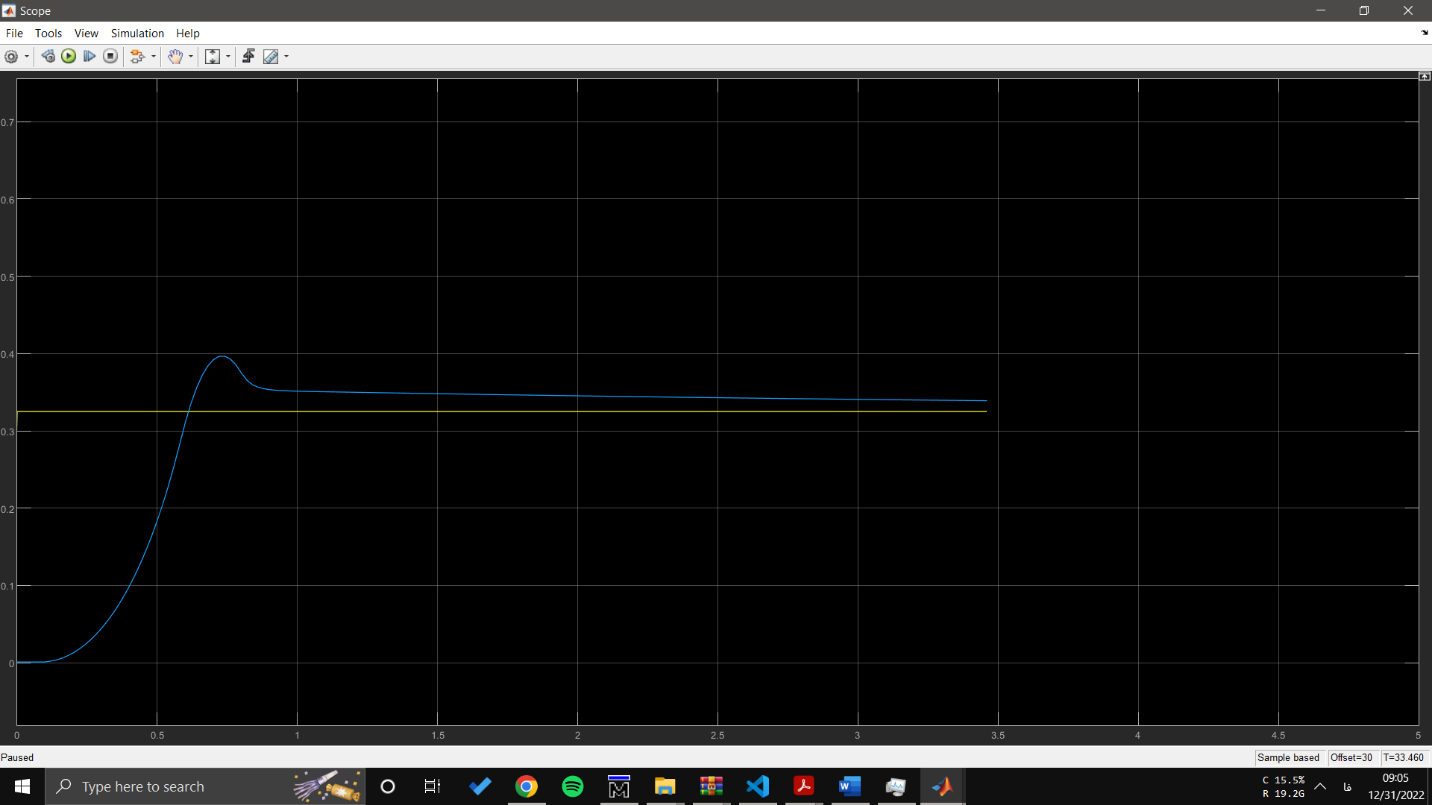 Scope
File Tools View Simulation Help
0.7
0.6
0.5
0.4
0.3
0.2
0.1
0
0 0.5 1 1.5 2 2.5 3 3.5 4 4.5 5
Paused Sample based Offset=30 T=33.460
Type here to search
C 15.5% 09:05
R 19.2G فا 12/31/2022